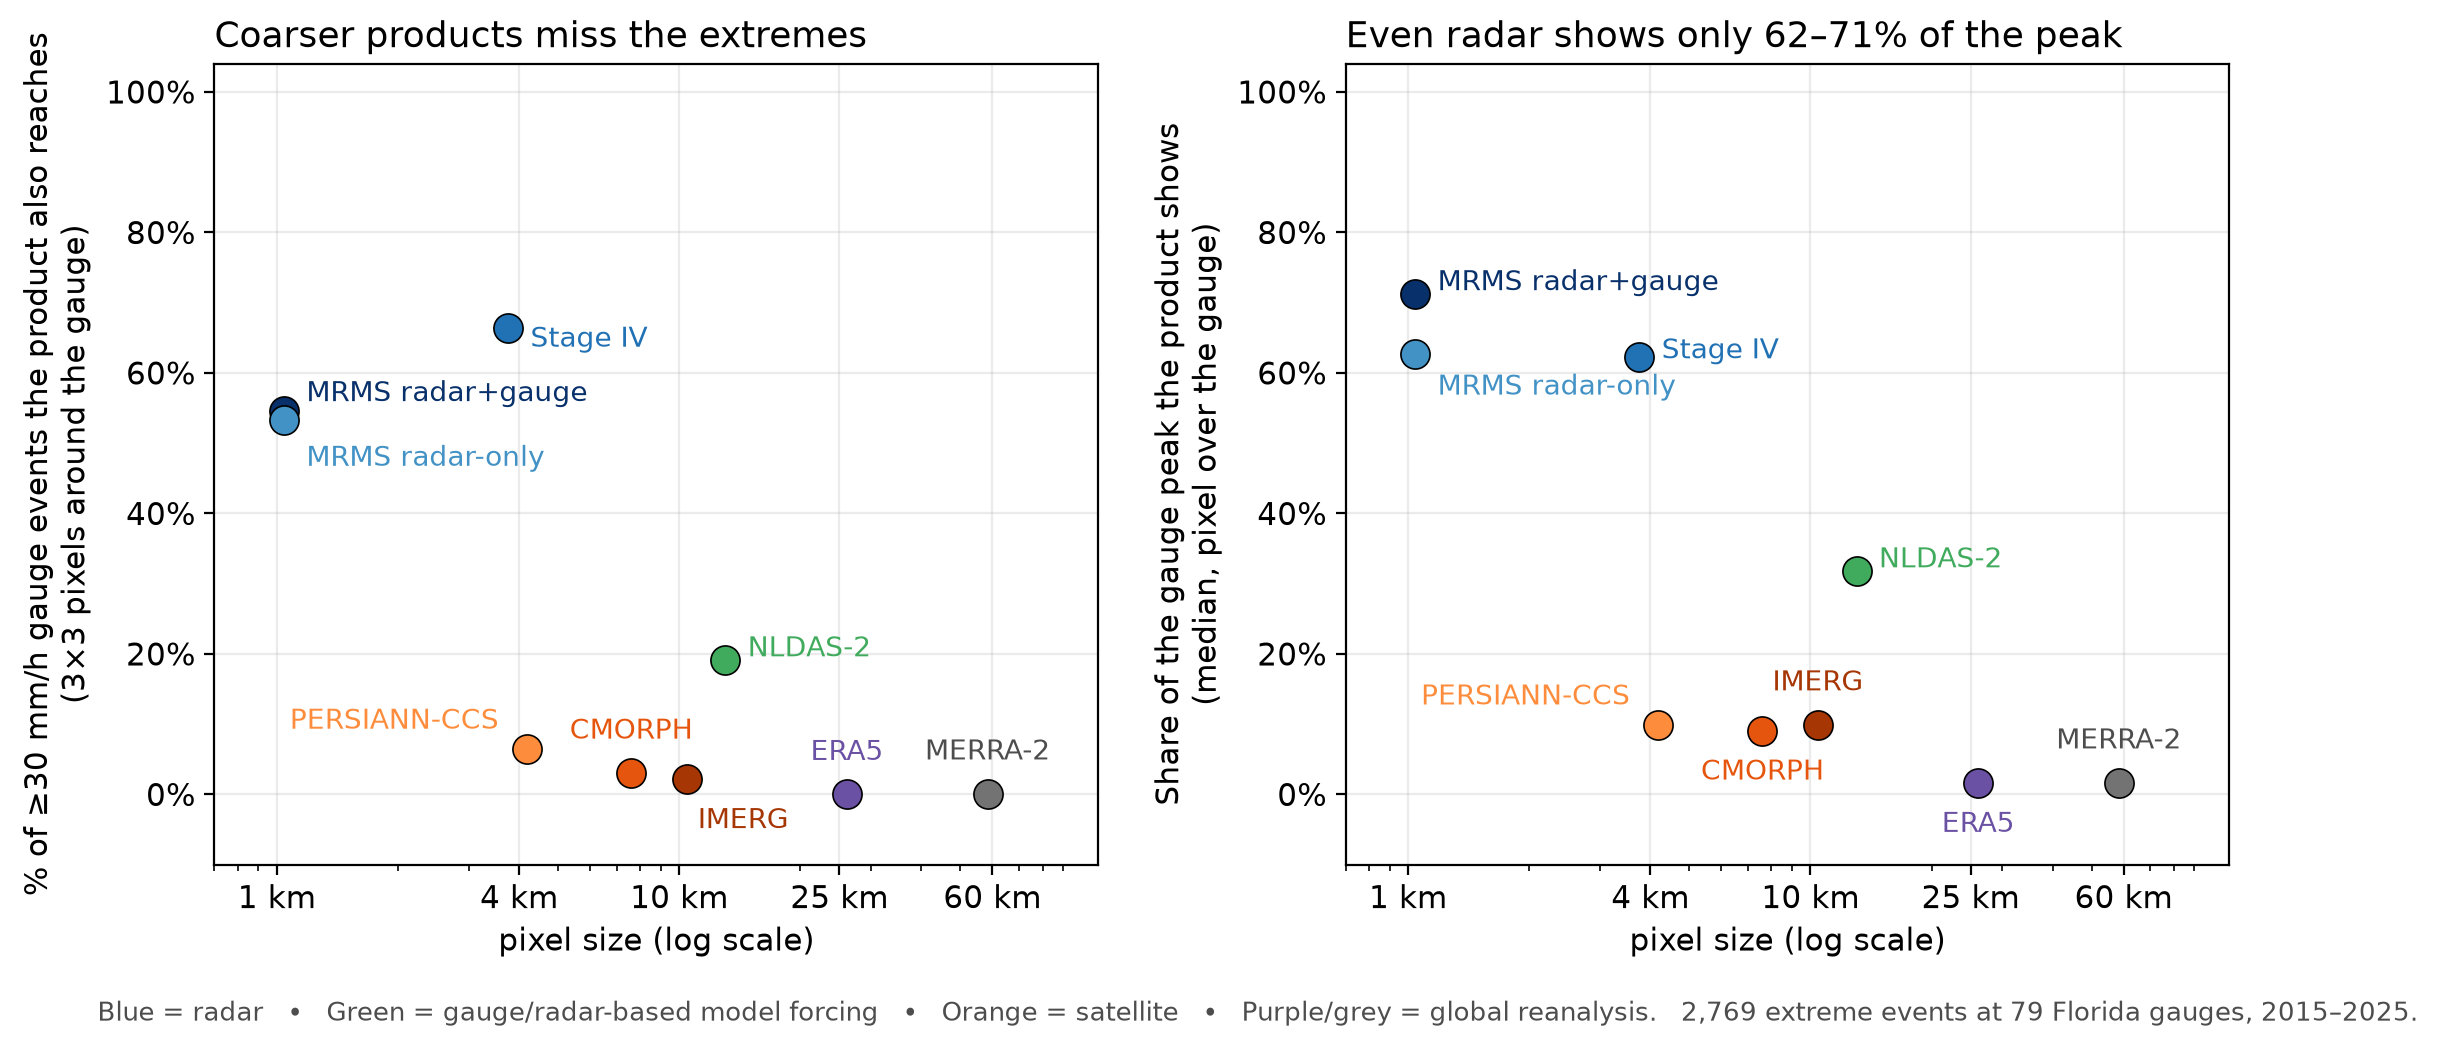 Coarser products miss the extremes
% of ≥30 mm/h gauge events the product also reaches
(3×3 pixels around the gauge)
100%
80%
60%
40%
20%
0%
Stage IV
MRMS radar+gauge
MRMS radar-only
NLDAS-2
PERSIANN-CCS
CMORPH
IMERG
ERA5
MERRA-2
1 km
4 km
10 km
25 km
60 km
pixel size (log scale)
Even radar shows only 62–71% of the peak
Share of the gauge peak the product shows
(median, pixel over the gauge)
100%
80%
60%
40%
20%
0%
MRMS radar+gauge
Stage IV
MRMS radar-only
NLDAS-2
IMERG
PERSIANN-CCS
CMORPH
MERRA-2
ERA5
1 km
4 km
10 km
25 km
60 km
pixel size (log scale)
Blue = radar • Green = gauge/radar-based model forcing • Orange = satellite • Purple/grey = global reanalysis. 2,769 extreme events at 79 Florida gauges, 2015–2025.